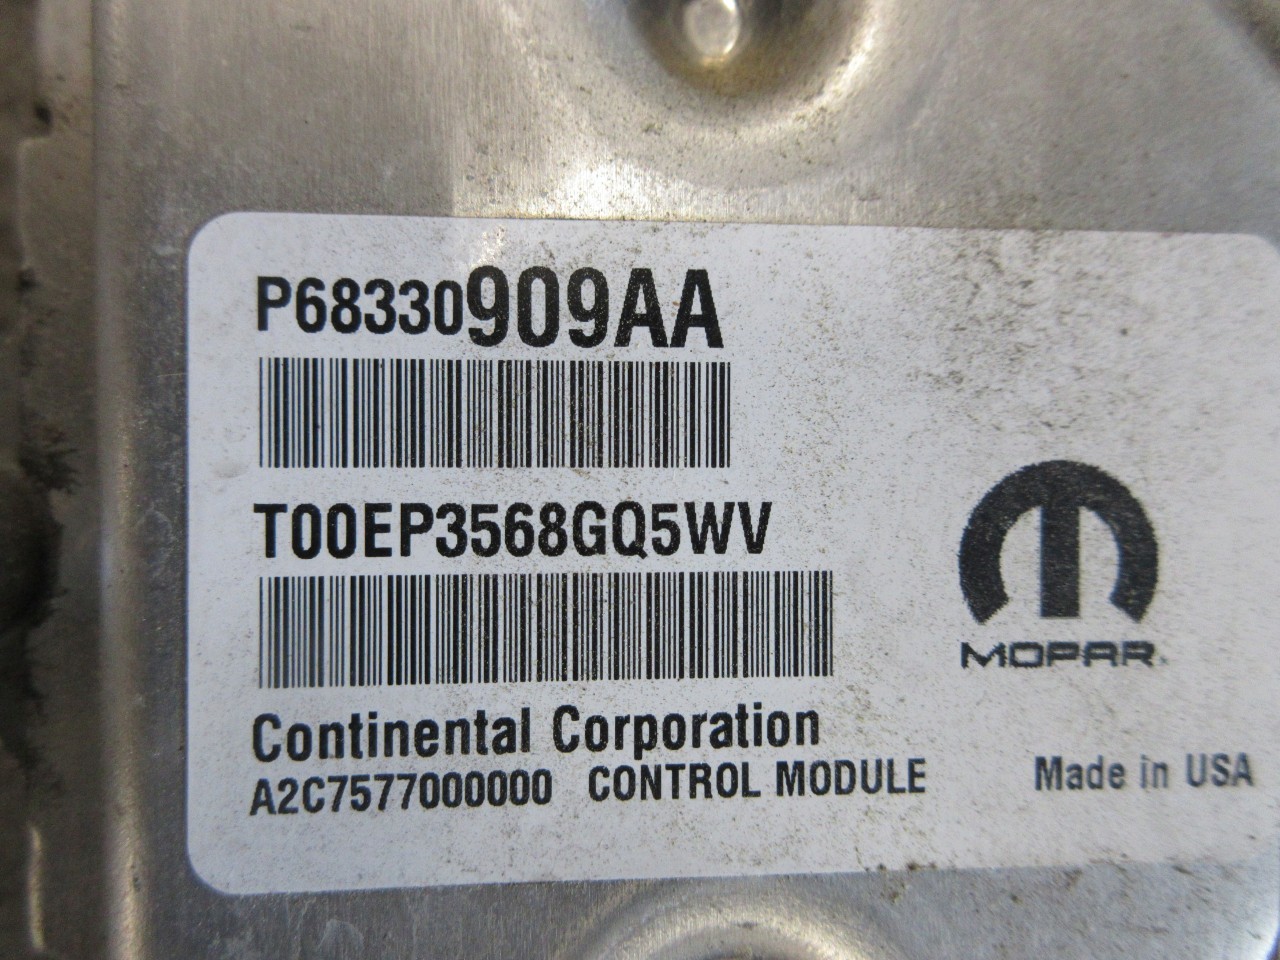 P68330909AA
T00EP3568GQ5WV
MOPAR
Continental Corporation
A2C7577000000 CONTROL MODULE
Made in USA